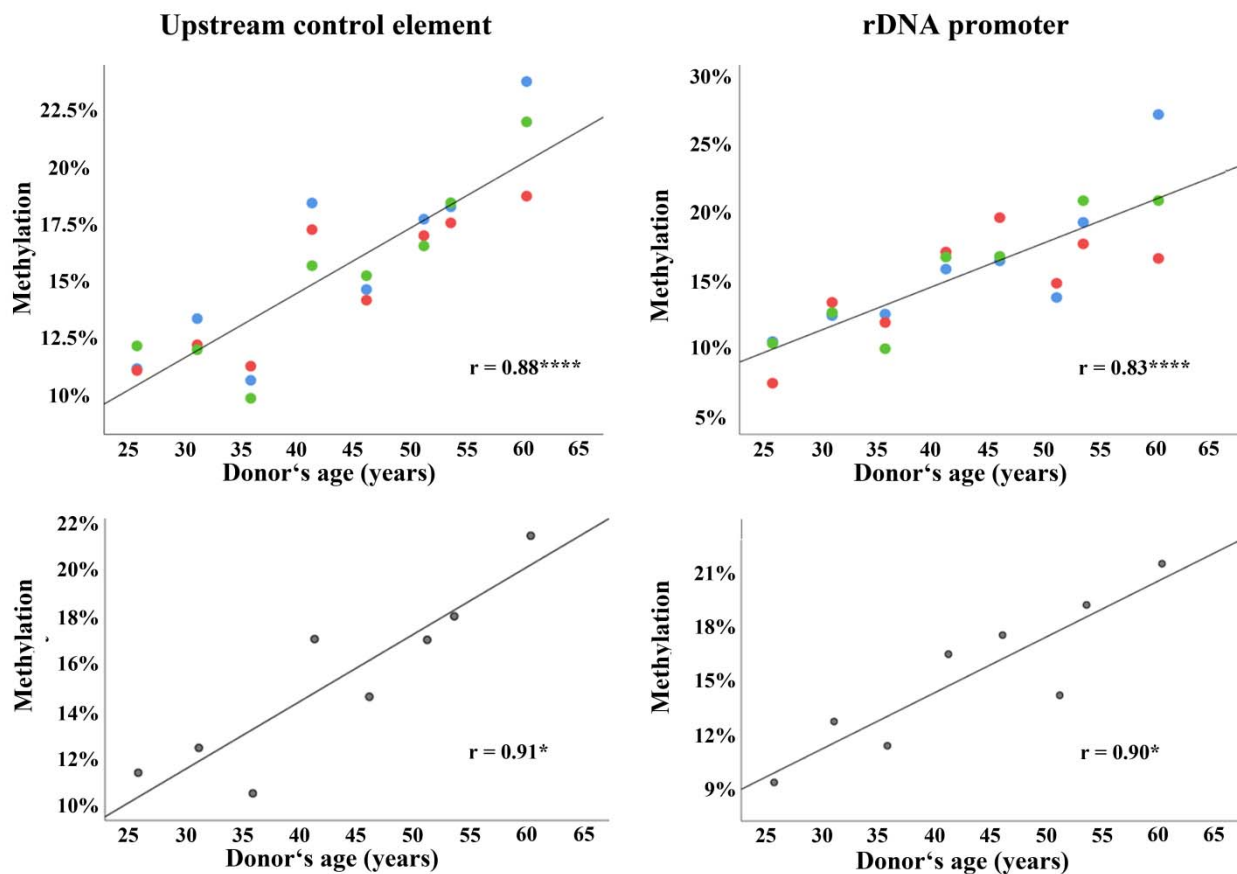 Upstream control element
rDNA promoter
Methylation
22.5%
20%
17.5%
15%
12.5%
10%
r = 0.88****
25 30 35 40 45 50 55 60 65
Donor‘s age (years)
Methylation
30%
25%
20%
15%
10%
5%
r = 0.83****
25 30 35 40 45 50 55 60 65
Donor‘s age (years)
Methylation
22%
20%
18%
16%
14%
12%
10%
r = 0.91*
25 30 35 40 45 50 55 60 65
Donor‘s age (years)
Methylation
21%
18%
15%
12%
9%
r = 0.90*
25 30 35 40 45 50 55 60 65
Donor‘s age (years)